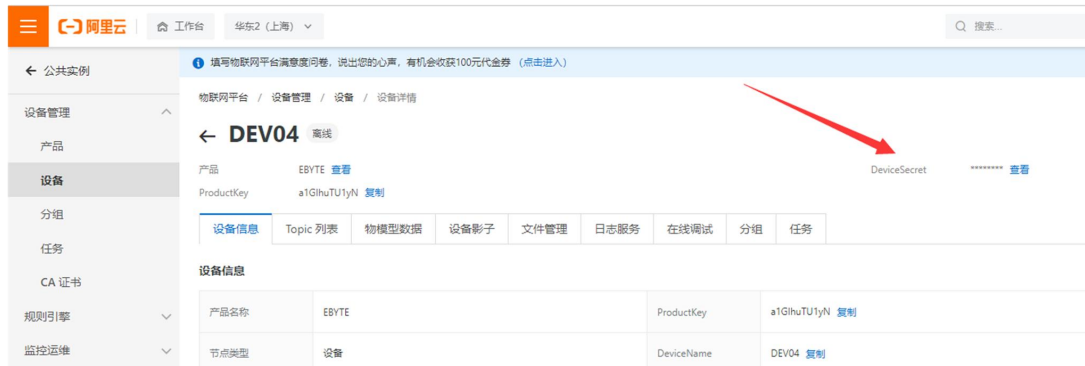 阿里云 工作台 华东2（上海） 搜索...
公共实例
填写物联网平台满意度问卷，说出您的心声，有机会收获100元代金券 （点击进入）
设备管理
产品
设备
分组
任务
CA 证书
规则引擎
监控运维
物联网平台 / 设备管理 / 设备 / 设备详情
DEV04 离线
产品 EBYTE 查看 DeviceSecret ******** 查看
ProductKey a1GIhuTU1yN 复制
设备信息 Topic 列表 物模型数据 设备影子 文件管理 日志服务 在线调试 分组 任务
设备信息
产品名称 EBYTE ProductKey a1GIhuTU1yN 复制
节点类型 设备 DeviceName DEV04 复制